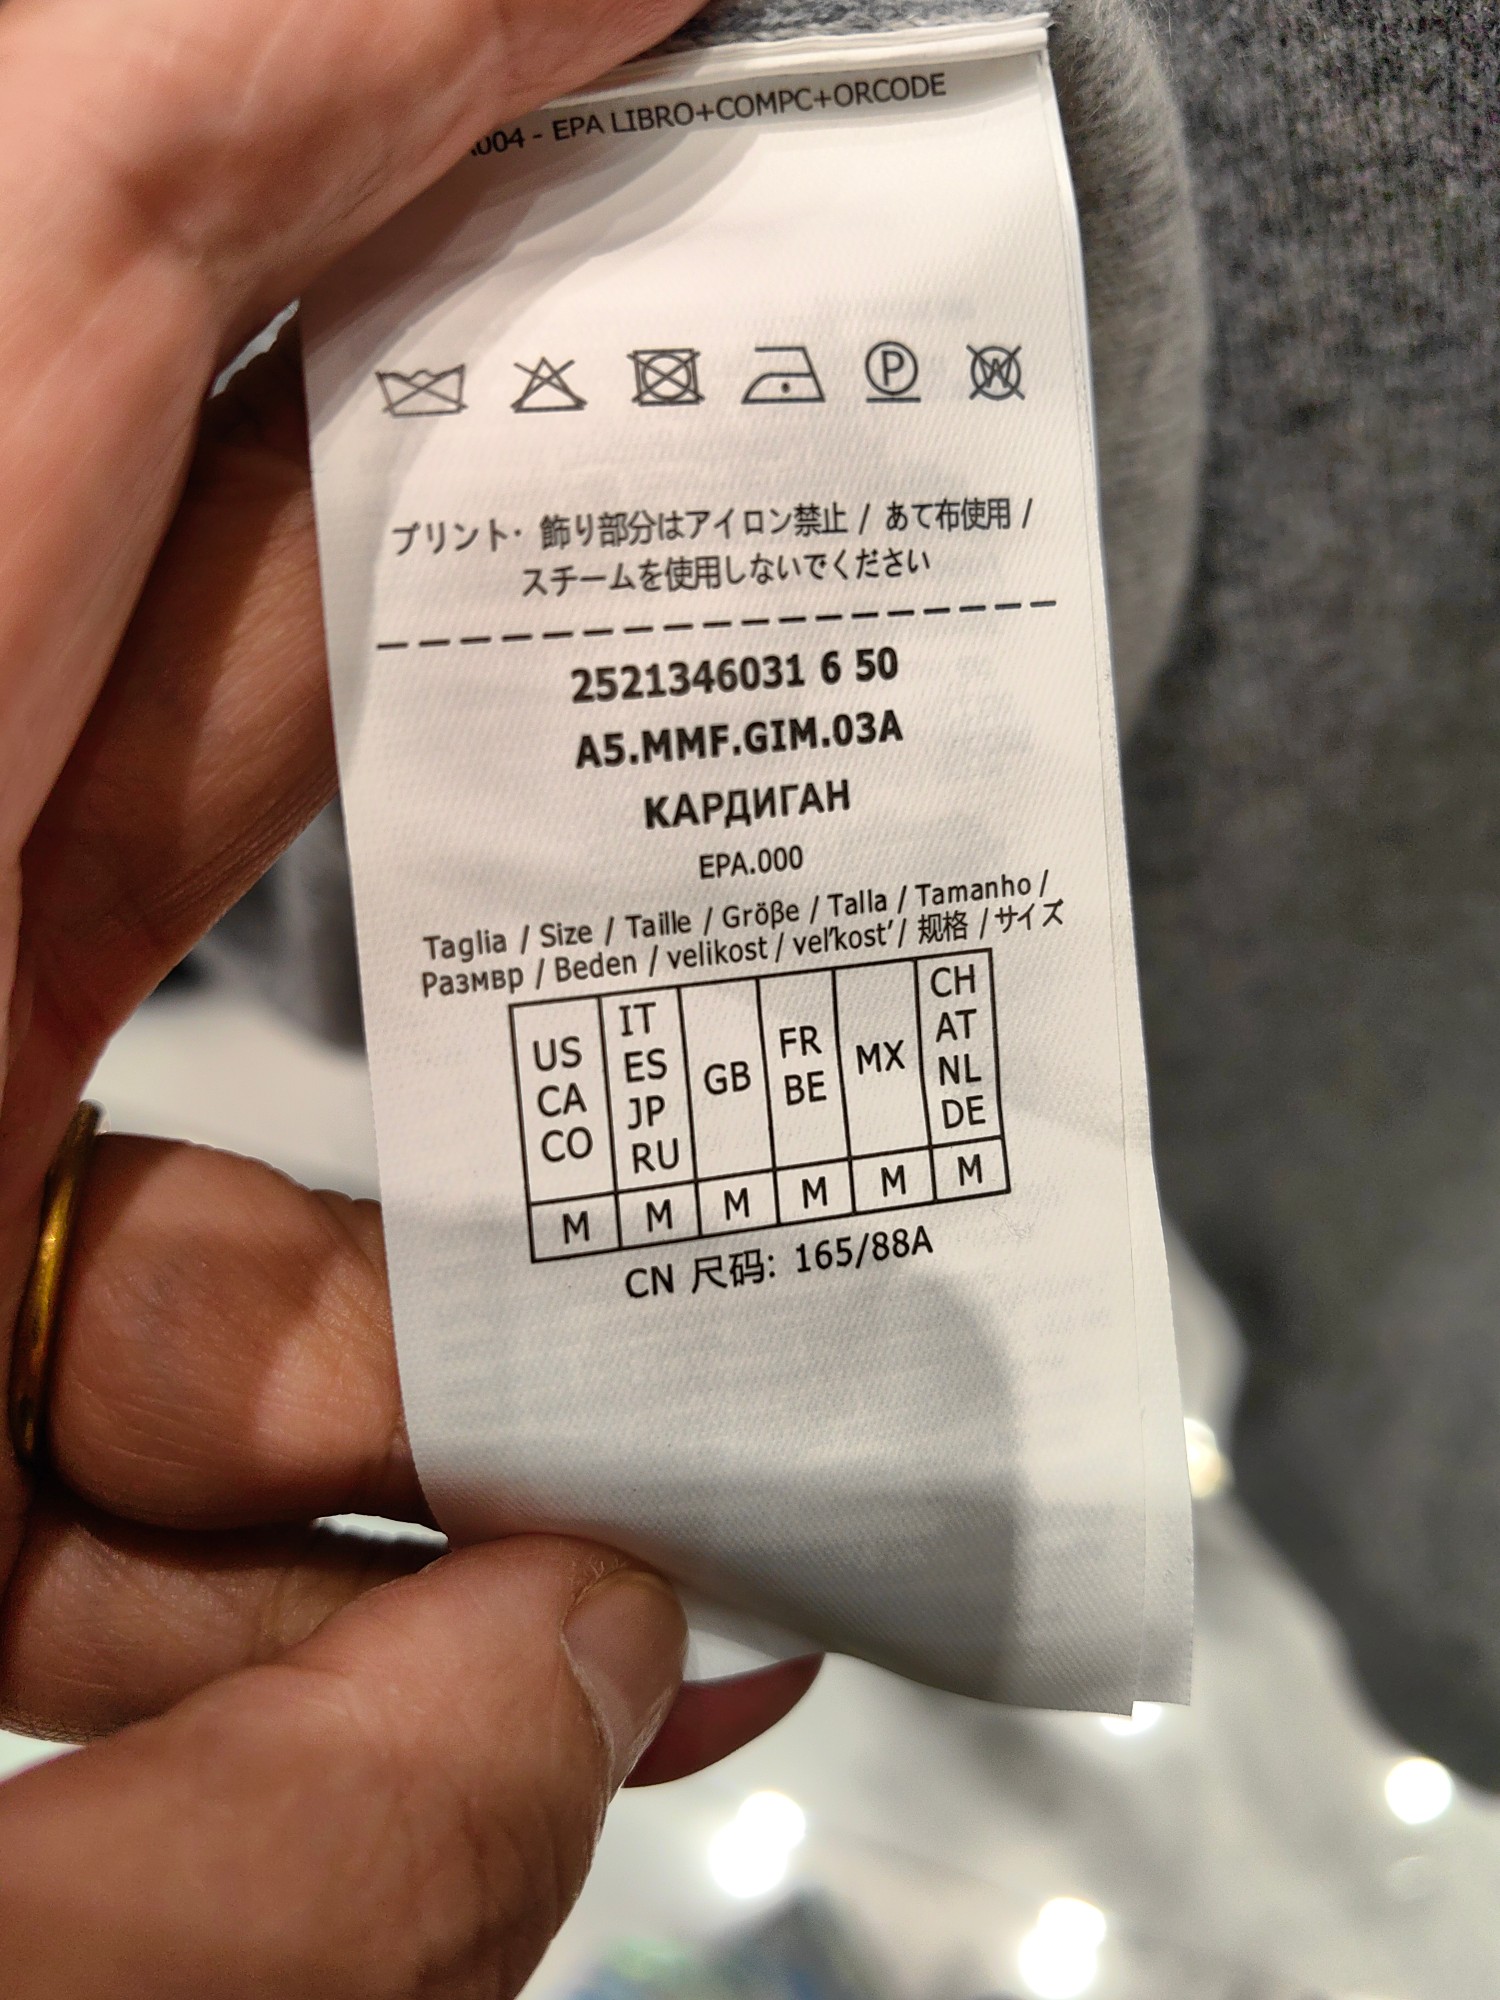 004 - EPA LIBRO+COMPC+ORCODE
P W
プリント・飾り部分はアイロン禁止 / あて布使用 /
スチームを使用しないでください
2521346031 6 50
A5.MMF.GIM.03A
КАРДИГАН
EPA.000
Taglia / Size / Taille / Größe / Talla / Tamanho /
Размвр / Beden / velikost / vel'kost' / 规格 / サイズ
US CA CO
IT ES JP RU
GB
FR BE
MX
CH AT NL DE
M M M M M M
CN 尺码: 165/88A